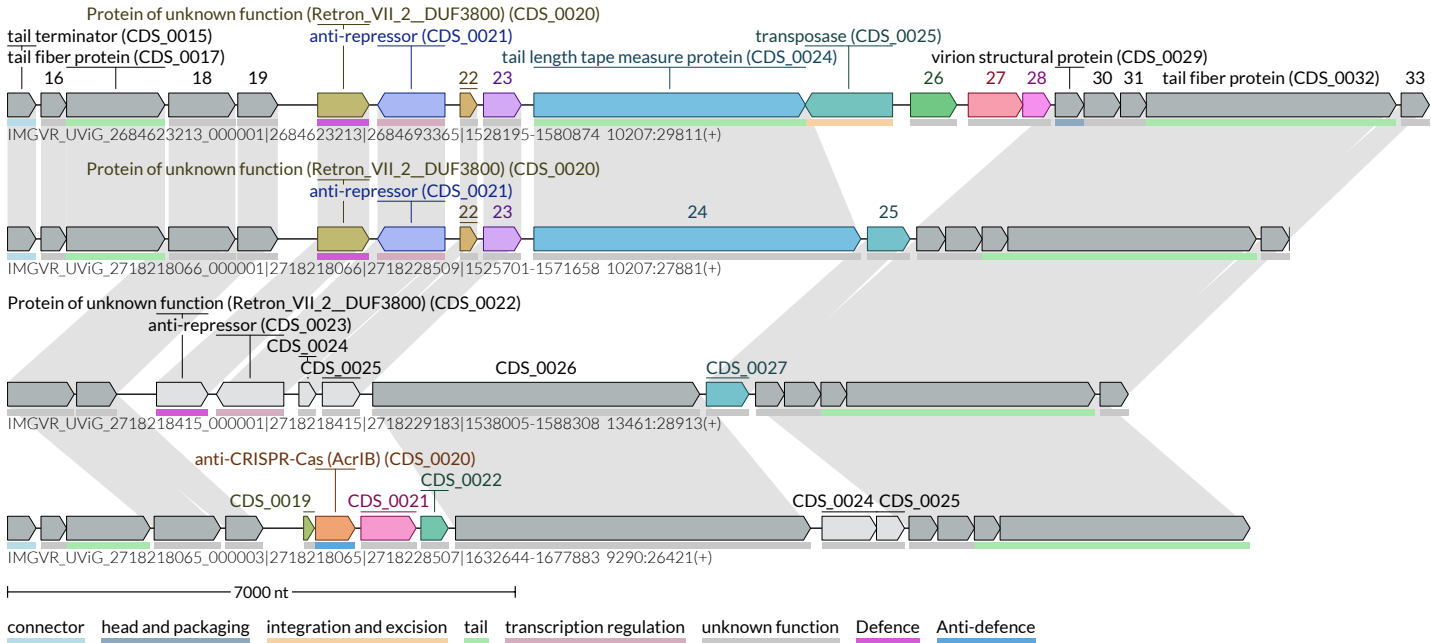 Protein of unknown function (Retron_VII_2__DUF3800) (CDS_0020)
tail terminator (CDS_0015) anti-repressor (CDS_0021) transposase (CDS_0025)
tail fiber protein (CDS_0017) tail length tape measure protein (CDS_0024) virion structural protein (CDS_0029)
16 18 19 22 23 26 27 28 30 31 tail fiber protein (CDS_0032) 33
IMGVR_UViG_2684623213_000001|2684623213|2684693365|1528195-1580874 10207:29811(+)
Protein of unknown function (Retron_VII_2__DUF3800) (CDS_0020)
anti-repressor (CDS_0021)
22 23 24 25
IMGVR_UViG_2718218066_000001|2718218066|2718228509|1525701-1571658 10207:27881(+)
Protein of unknown function (Retron_VII_2__DUF3800) (CDS_0022)
anti-repressor (CDS_0023)
CDS_0024
CDS_0025 CDS_0026 CDS_0027
IMGVR_UViG_2718218415_000001|2718218415|2718229183|1538005-1588308 13461:28913(+)
anti-CRISPR-Cas (AcrIB) (CDS_0020)
CDS_0022
CDS_0019 CDS_0021 CDS_0024 CDS_0025
IMGVR_UViG_2718218065_000003|2718218065|2718228507|1632644-1677883 9290:26421(+)
7000 nt
connector head and packaging integration and excision tail transcription regulation unknown function Defence Anti-defence